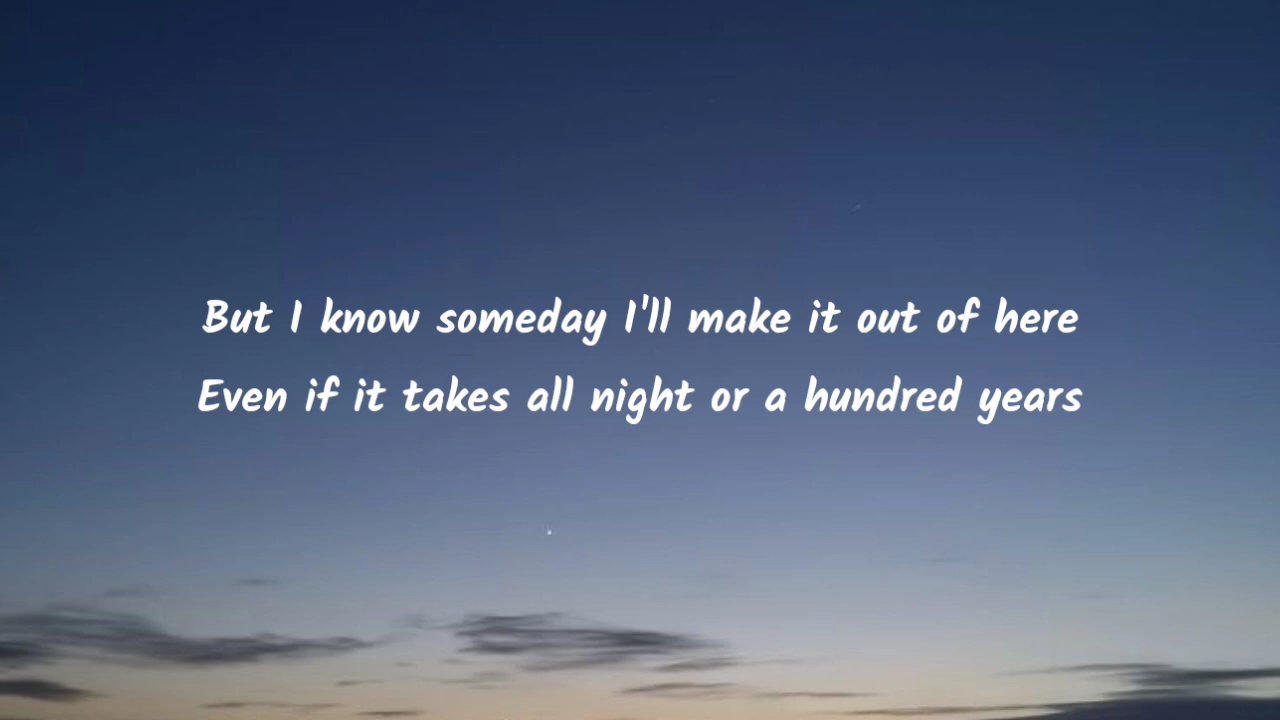 But I know someday I'll make it out of here
Even if it takes all night or a hundred years